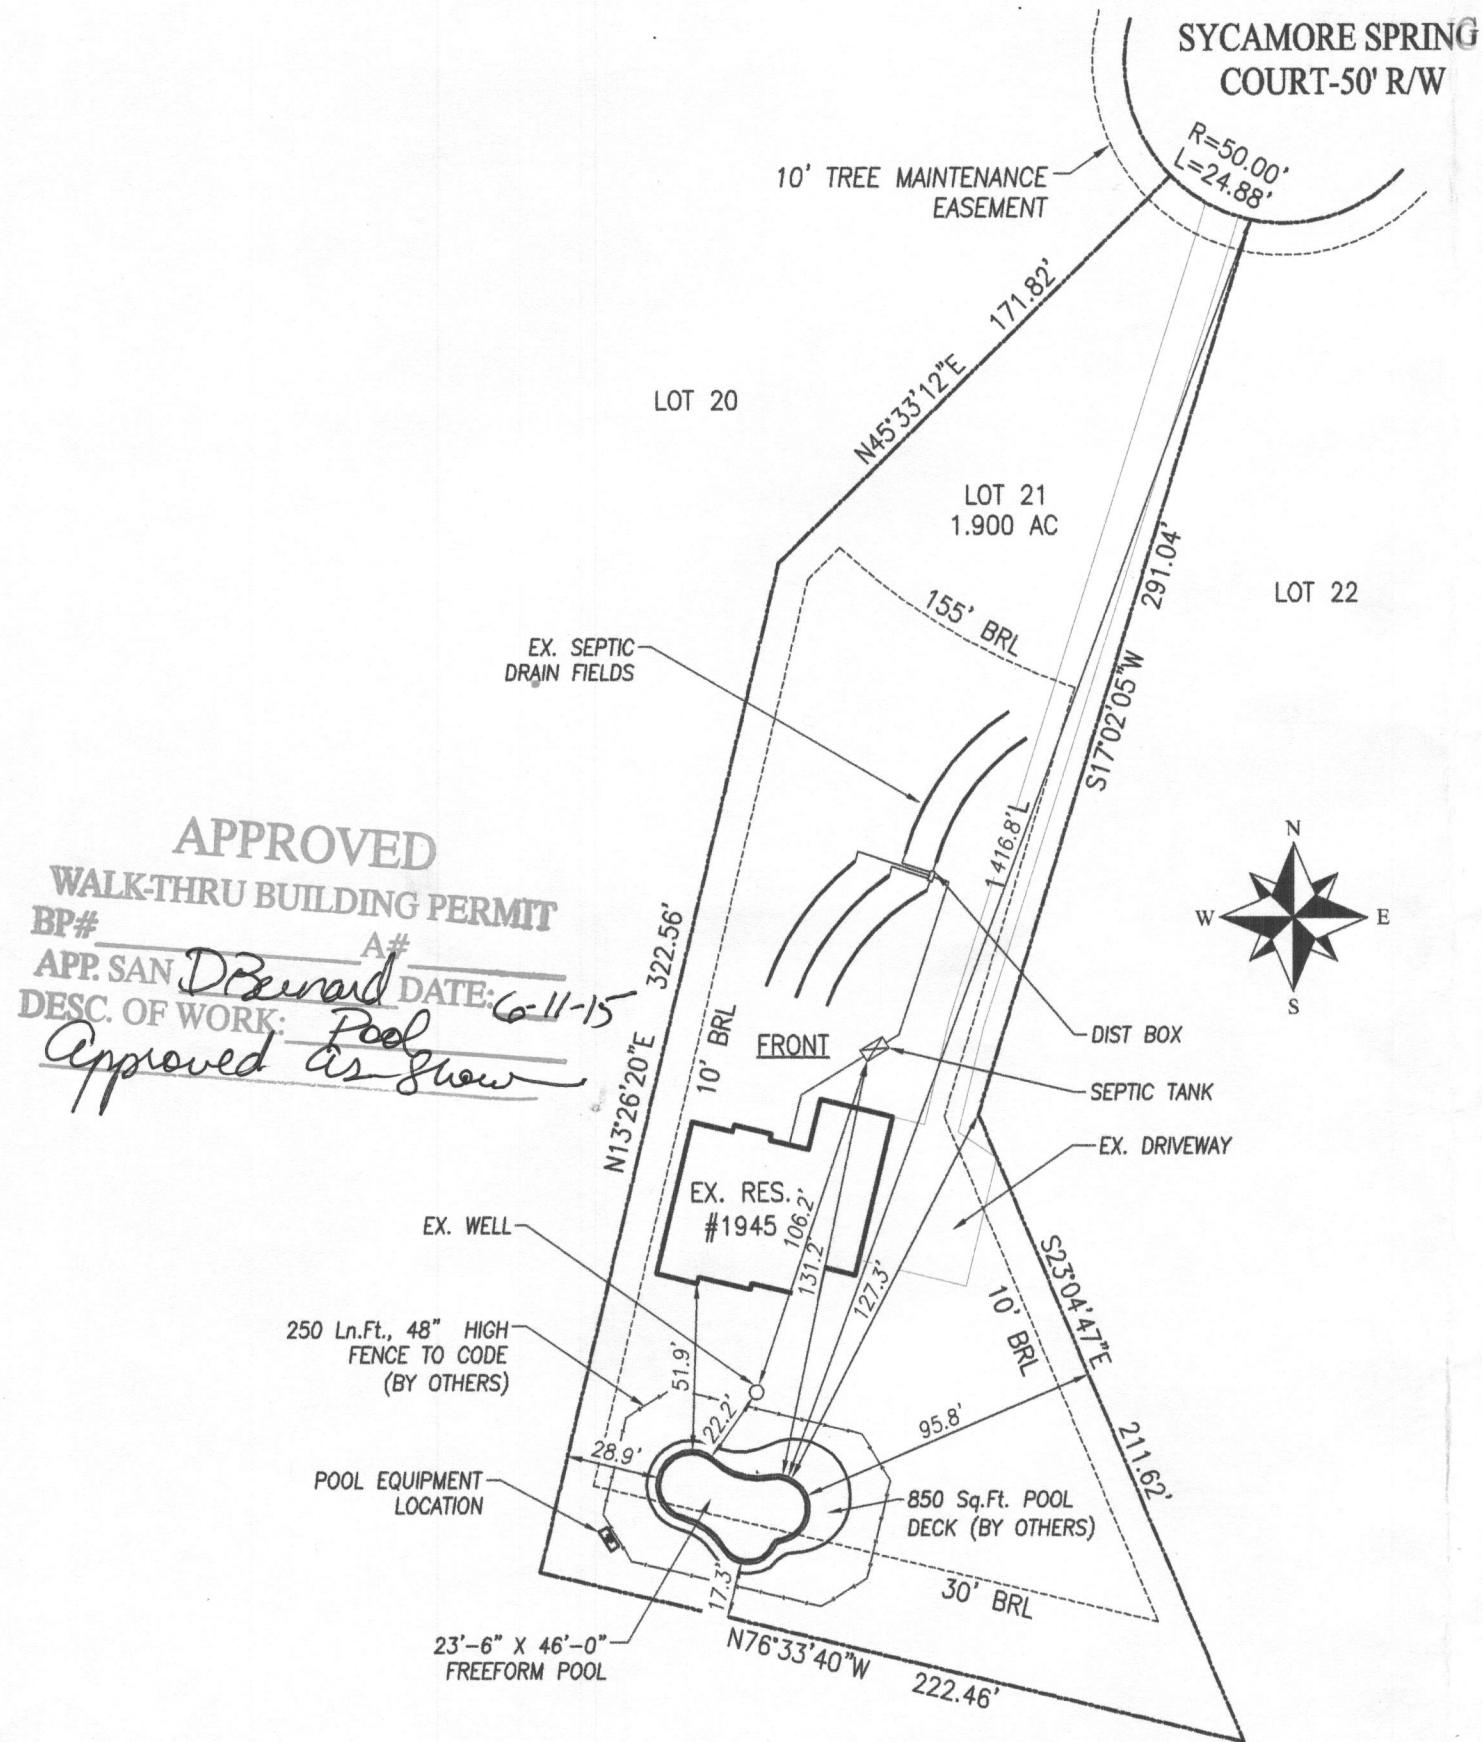 SYCAMORE SPRING
COURT-50' R/W
R=50.00'
L=24.88'
10' TREE MAINTENANCE
EASEMENT
171.82'
N45°33'12"E
LOT 20
LOT 21
1.900 AC
291.04'
S17°02'05"W
LOT 22
155' BRL
EX. SEPTIC
DRAIN FIELDS
416.8'
APPROVED
WALK-THRU BUILDING PERMIT
BP# A#
APP. SAN DBernard DATE: 6-11-15
DESC. OF WORK: Pool
Approved as Show
322.56'
N13°26'20"E
10' BRL
N
W E
S
FRONT
DIST BOX
SEPTIC TANK
EX. DRIVEWAY
EX. RES.
#1945
106.2'
131.2'
127.3'
EX. WELL
S23°04'47"E
211.62'
10' BRL
250 Ln.Ft., 48" HIGH
FENCE TO CODE
(BY OTHERS)
51.9'
22.2'
95.8'
28.9'
POOL EQUIPMENT
LOCATION
850 Sq.Ft. POOL
DECK (BY OTHERS)
17.3'
30' BRL
23'-6" X 46'-0"
FREEFORM POOL
N76°33'40"W
222.46'